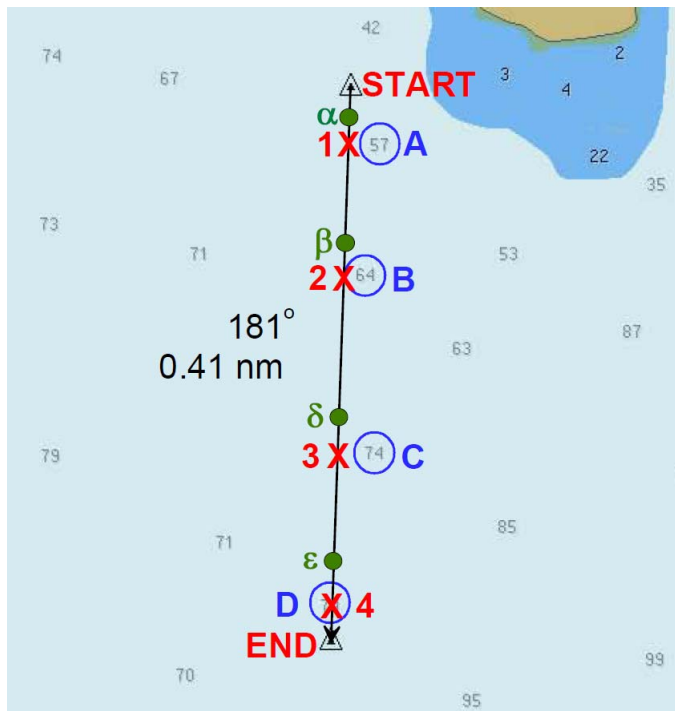 42
74
67
START
3
2
4
α
1 X 57 A
22
35
73
β
71
53
2 X 64 B
181°
0.41 nm
87
63
δ
79
3 X 74 C
85
71
ε
D X 4
END
99
70
95